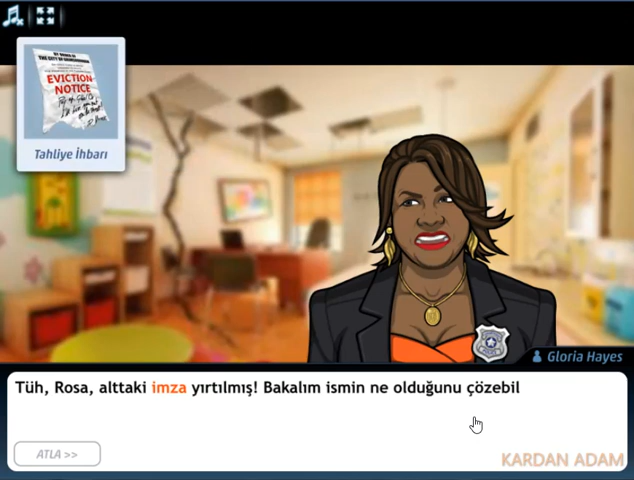 EVICTION
NOTICE
Tahliye İhbarı
Gloria Hayes
Tüh, Rosa, alttaki imza yırtılmış! Bakalım ismin ne olduğunu çözebil
ATLA >>
KARDAN ADAM